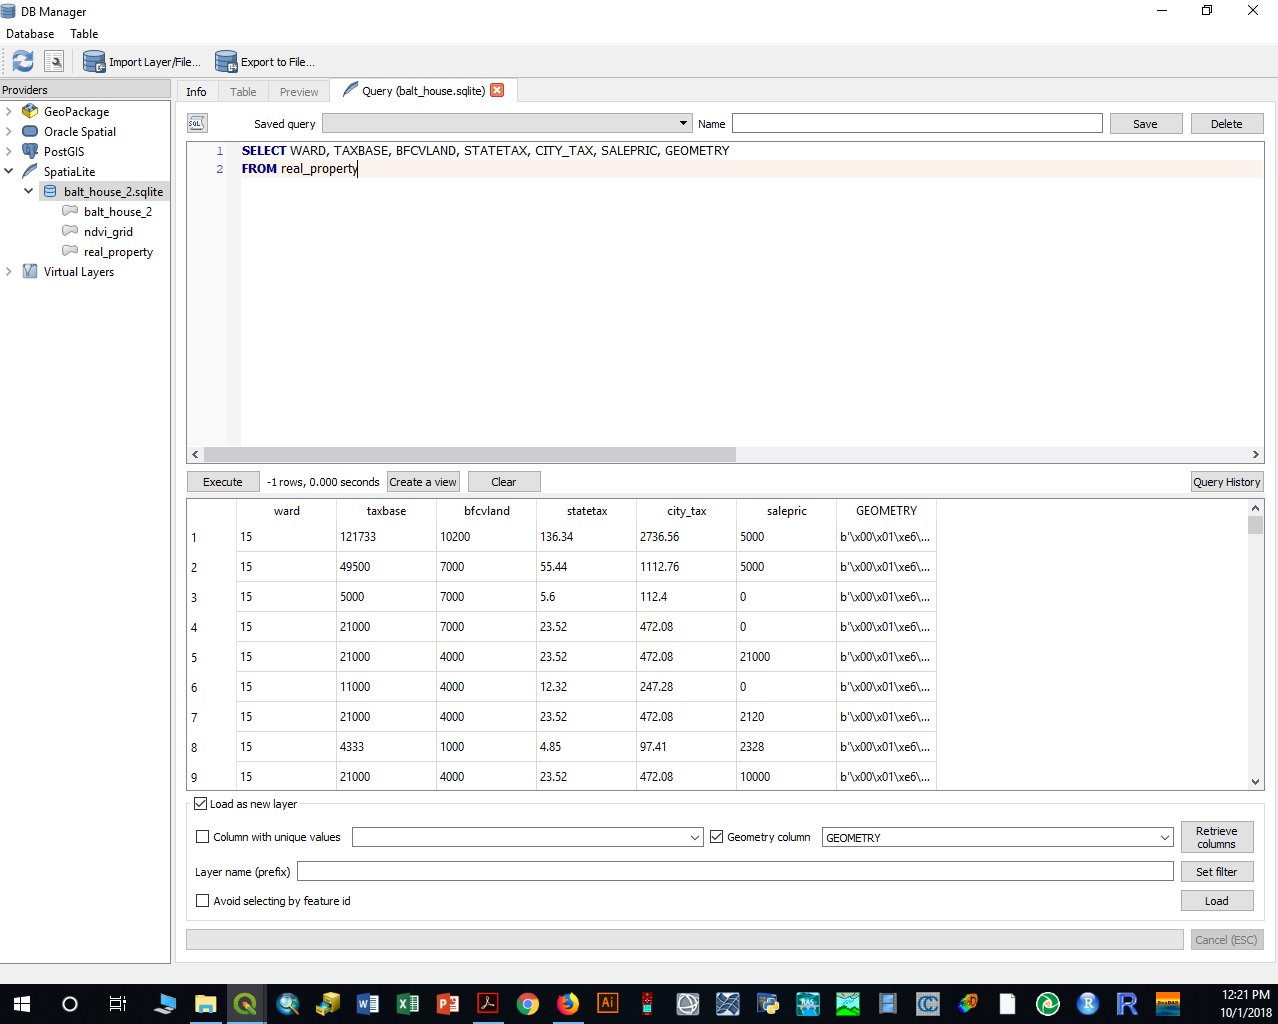 DB Manager
Database Table
Import Layer/File... Export to File...
Providers
GeoPackage
Oracle Spatial
PostGIS
SpatiaLite
balt_house_2.sqlite
balt_house_2
ndvi_grid
real_property
Virtual Layers
Info Table Preview Query (balt_house.sqlite)
SQL Saved query Name Save Delete
1 SELECT WARD, TAXBASE, BFCVLAND, STATETAX, CITY_TAX, SALEPRIC, GEOMETRY
2 FROM real_property
Execute -1 rows, 0.000 seconds Create a view Clear Query History
ward taxbase bfcvland statetax city_tax salepric GEOMETRY
1 15 121733 10200 136.34 2736.56 5000 b'\x00\x01\xe6\...
2 15 49500 7000 55.44 1112.76 5000 b'\x00\x01\xe6\...
3 15 5000 7000 5.6 112.4 0 b'\x00\x01\xe6\...
4 15 21000 7000 23.52 472.08 0 b'\x00\x01\xe6\...
5 15 21000 4000 23.52 472.08 21000 b'\x00\x01\xe6\...
6 15 11000 4000 12.32 247.28 0 b'\x00\x01\xe6\...
7 15 21000 4000 23.52 472.08 2120 b'\x00\x01\xe6\...
8 15 4333 1000 4.85 97.41 2328 b'\x00\x01\xe6\...
9 15 21000 4000 23.52 472.08 10000 b'\x00\x01\xe6\...
Load as new layer
Column with unique values Geometry column GEOMETRY Retrieve columns
Layer name (prefix) Set filter
Avoid selecting by feature id Load
Cancel (ESC)
12:21 PM
10/1/2018